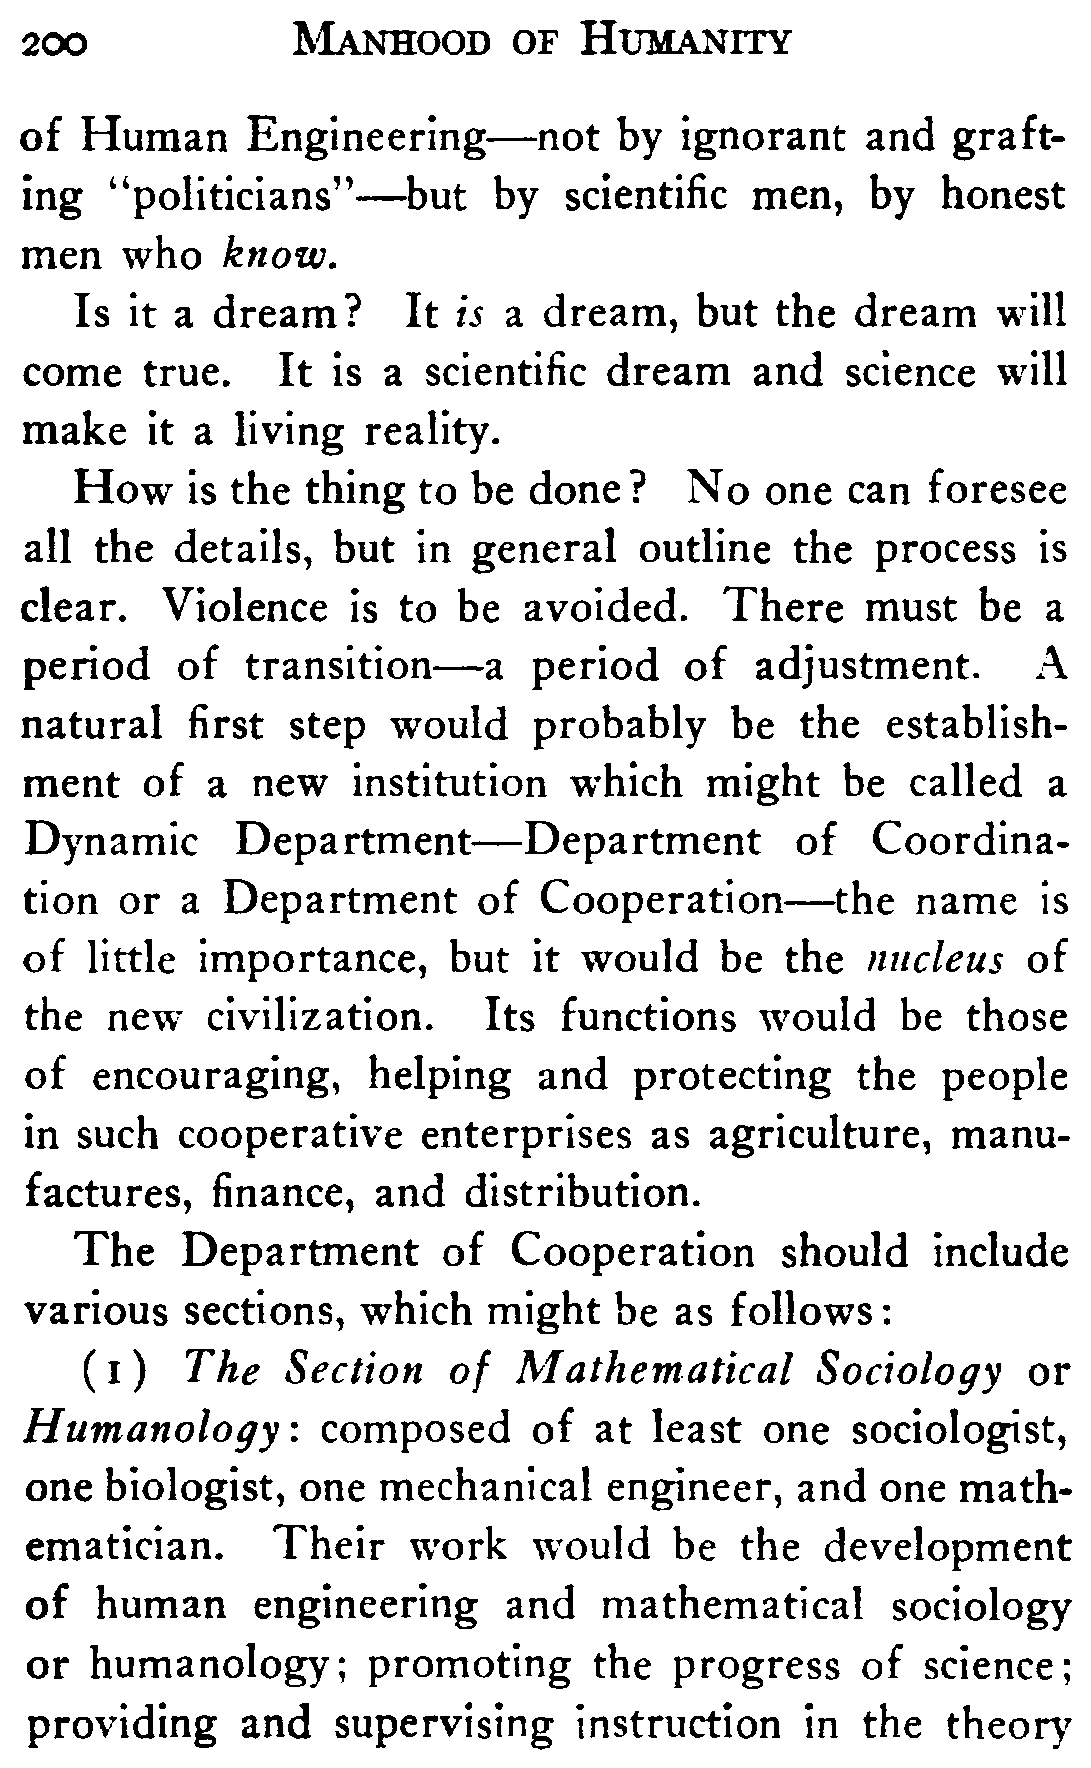 200 MANHOOD OF HUMANITY
of Human Engineering—not by ignorant and graft-
ing "politicians"—but by scientific men, by honest
men who know.
Is it a dream? It is a dream, but the dream will
come true. It is a scientific dream and science will
make it a living reality.
How is the thing to be done? No one can foresee
all the details, but in general outline the process is
clear. Violence is to be avoided. There must be a
period of transition—a period of adjustment. A
natural first step would probably be the establish-
ment of a new institution which might be called a
Dynamic Department—Department of Coordina-
tion or a Department of Cooperation—the name is
of little importance, but it would be the nucleus of
the new civilization. Its functions would be those
of encouraging, helping and protecting the people
in such cooperative enterprises as agriculture, manu-
factures, finance, and distribution.
The Department of Cooperation should include
various sections, which might be as follows:
(1) The Section of Mathematical Sociology or
Humanology: composed of at least one sociologist,
one biologist, one mechanical engineer, and one math-
ematician. Their work would be the development
of human engineering and mathematical sociology
or humanology; promoting the progress of science;
providing and supervising instruction in the theory